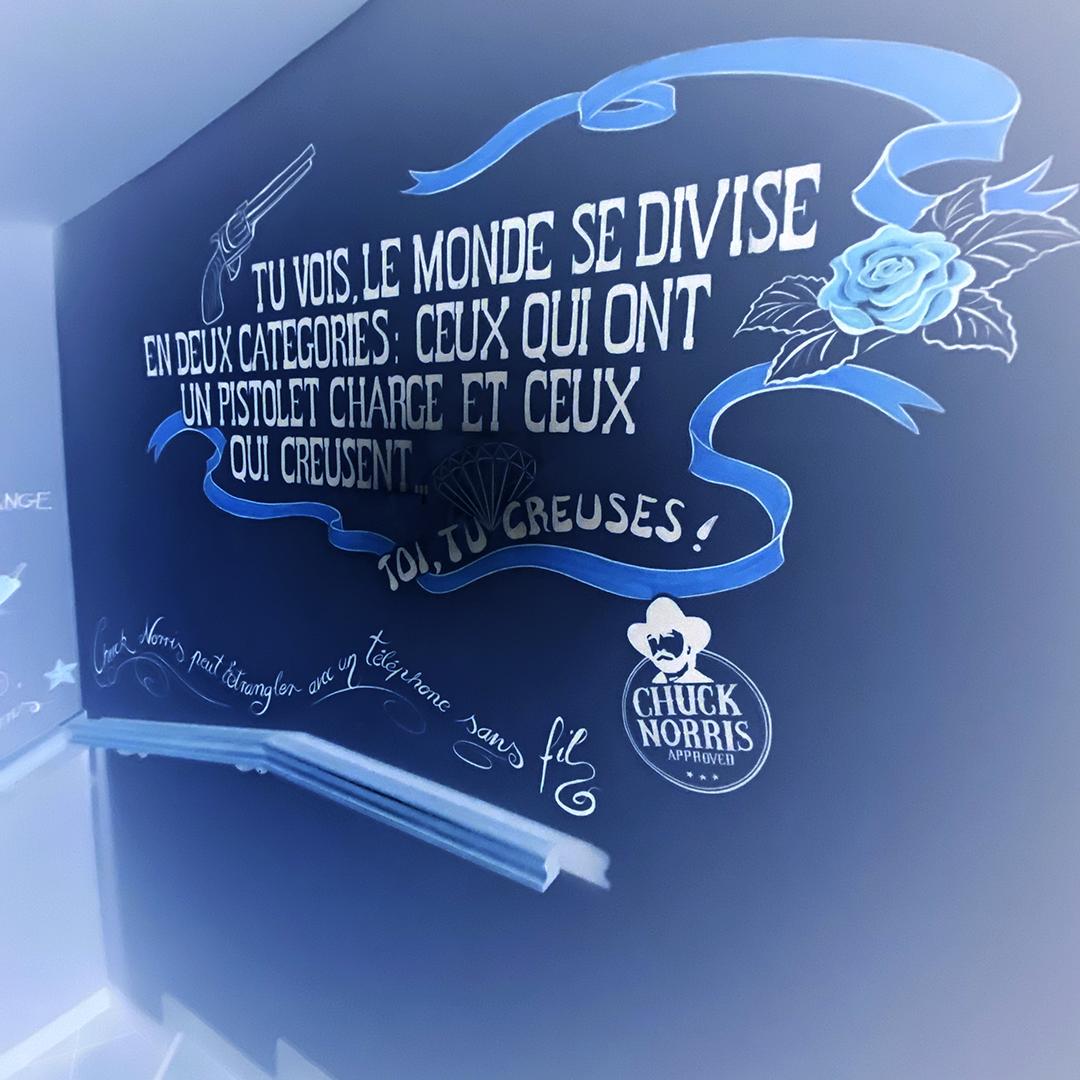 TU VOIS, LE MONDE SE DIVISE
EN DEUX CATEGORIES : CEUX QUI ONT
UN PISTOLET CHARGE ET CEUX
QUI CREUSENT...
TOI, TU CREUSES !
Chuck Norris peut étrangler avec un téléphone sans fil
CHUCK
NORRIS
APPROVED
ANGE